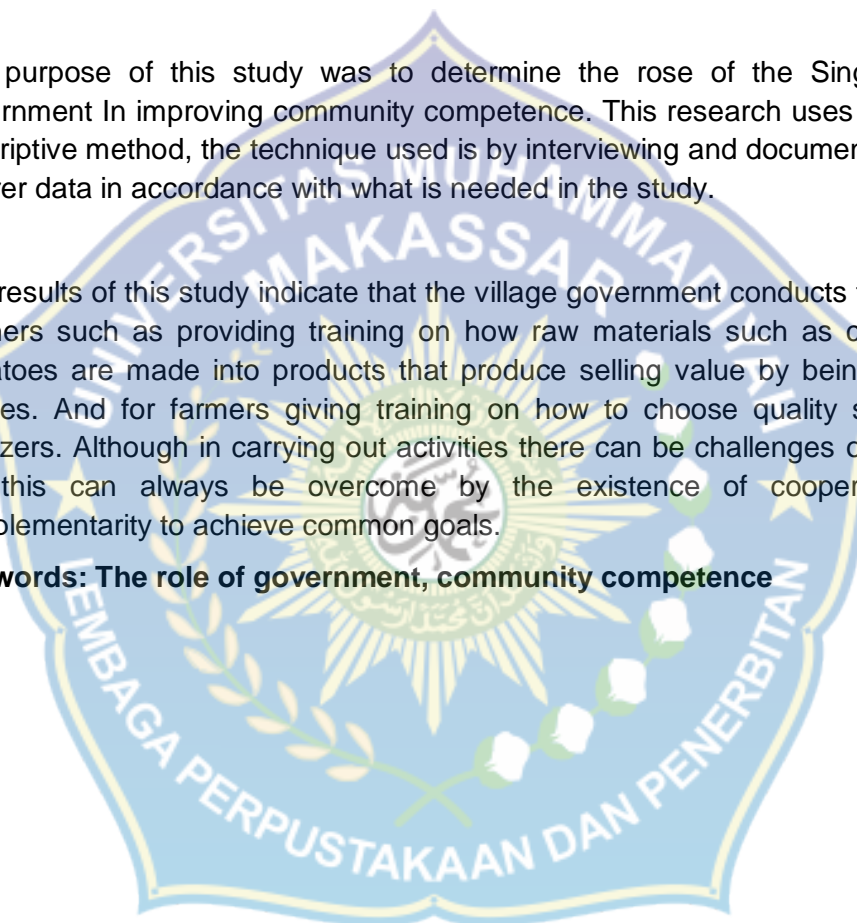 purpose of this study was to determine the rose of the Sing
rnment In improving community competence. This research uses
riptive method, the technique used is by interviewing and documen
er data in accordance with what is needed in the study.
results of this study indicate that the village government conducts
ners such as providing training on how raw materials such as
atoes are made into products that produce selling value by bein
es. And for farmers giving training on how to choose quality s
zers. Although in carrying out activities there can be challenges o
this can always be overcome by the existence of cooper
plementarity to achieve common goals.
words: The role of government, community competence
UNIVERSITAS MUHAMMADIYAH
MAKASSAR
LEMBAGA PERPUSTAKAAN DAN PENERBITAN